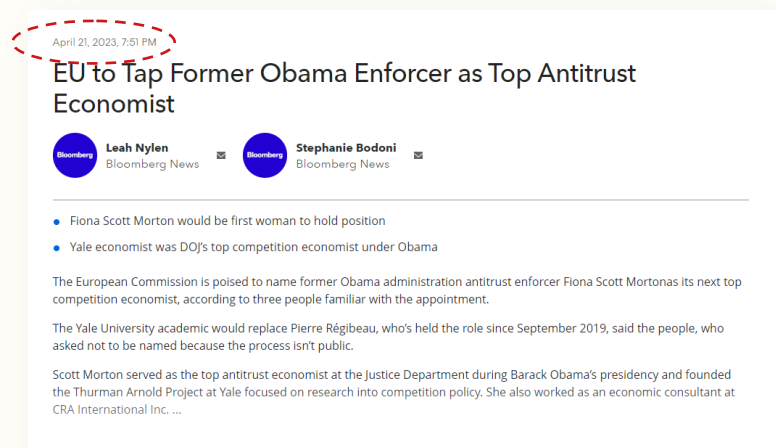 April 21, 2023, 7:51 PM
EU to Tap Former Obama Enforcer as Top Antitrust
Economist
Bloomberg
Leah Nylen
Bloomberg News
Bloomberg
Stephanie Bodoni
Bloomberg News
Fiona Scott Morton would be first woman to hold position
Yale economist was DOJ’s top competition economist under Obama
The European Commission is poised to name former Obama administration antitrust enforcer Fiona Scott Mortonas its next top
competition economist, according to three people familiar with the appointment.
The Yale University academic would replace Pierre Régibeau, who’s held the role since September 2019, said the people, who
asked not to be named because the process isn’t public.
Scott Morton served as the top antitrust economist at the Justice Department during Barack Obama’s presidency and founded
the Thurman Arnold Project at Yale focused on research into competition policy. She also worked as an economic consultant at
CRA International Inc. ...